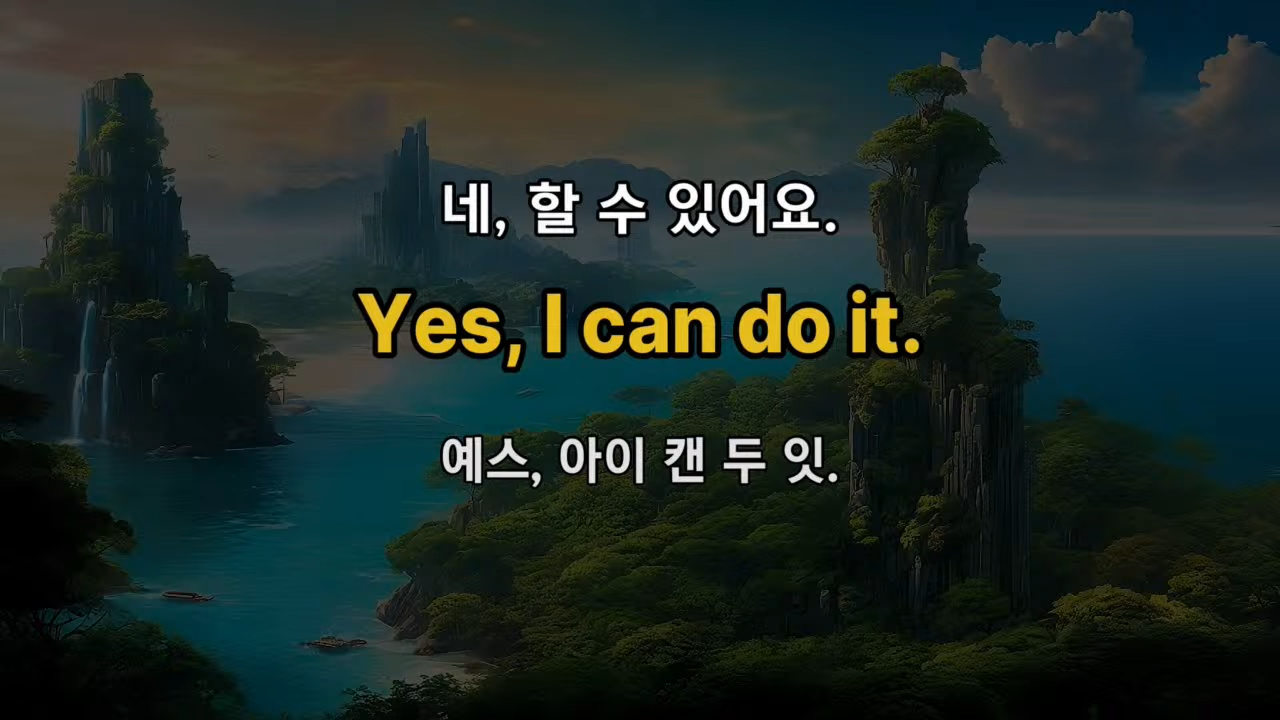 네, 할 수 있어요.
Yes, I can do it.
예스, 아이 캔 두 잇.